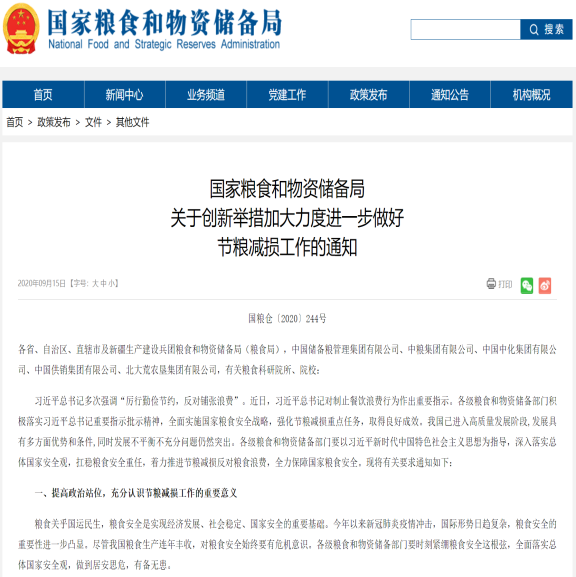 国家粮食和物资储备局
National Food and Strategic Reserves Administration
搜索
首页 新闻中心 业务频道 党建工作 政策发布 通知公告 机构概况
首页 > 政策发布 > 文件 > 其他文件
国家粮食和物资储备局
关于创新举措加大力度进一步做好
节粮减损工作的通知
2020年09月15日【字号: 大 中 小】 打印
国粮仓〔2020〕244号
各省、自治区、直辖市及新疆生产建设兵团粮食和物资储备局（粮食局），中国储备粮管理集团有限公司、中粮集团有限公司、中国中化集团有限公
司、中国供销集团有限公司、北大荒农垦集团有限公司，有关粮食科研院所、院校：
习近平总书记多次强调“厉行勤俭节约，反对铺张浪费”。近日，习近平总书记对制止餐饮浪费行为作出重要指示。各级粮食和物资储备部门积
极落实习近平总书记重要指示批示精神，全面实施国家粮食安全战略，强化节粮减损重点任务，取得良好成效。我国已进入高质量发展阶段,发展具
有多方面优势和条件,同时发展不平衡不充分问题仍然突出。各级粮食和物资储备部门要以习近平新时代中国特色社会主义思想为指导，深入落实总
体国家安全观，扛稳粮食安全重任，着力推进节粮减损反对粮食浪费，全力保障国家粮食安全。现将有关要求通知如下：
一、提高政治站位，充分认识节粮减损工作的重要意义
粮食关乎国运民生，粮食安全是实现经济发展、社会稳定、国家安全的重要基础。今年以来新冠肺炎疫情冲击，国际形势日趋复杂，粮食安全的
重要性进一步凸显。尽管我国粮食生产连年丰收，对粮食安全始终要有危机意识。各级粮食和物资储备部门要时刻紧绷粮食安全这根弦，全面落实总
体国家安全观，做到居安思危，有备无患。